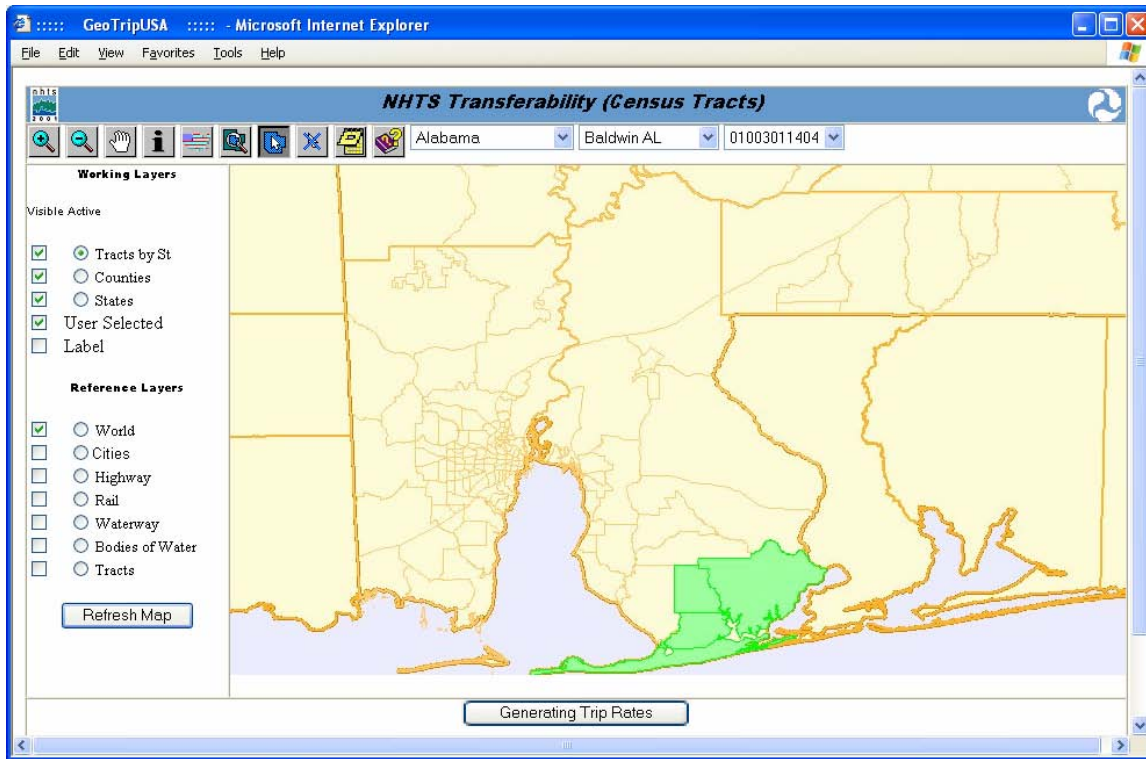 ::::: GeoTripUSA ::::: - Microsoft Internet Explorer
File Edit View Favorites Tools Help
nhts
2001
NHTS Transferability (Census Tracts)
Alabama Baldwin AL 01003011404
Working Layers
Visible Active
Tracts by St
Counties
States
User Selected
Label
Reference Layers
World
Cities
Highway
Rail
Waterway
Bodies of Water
Tracts
Refresh Map
Generating Trip Rates